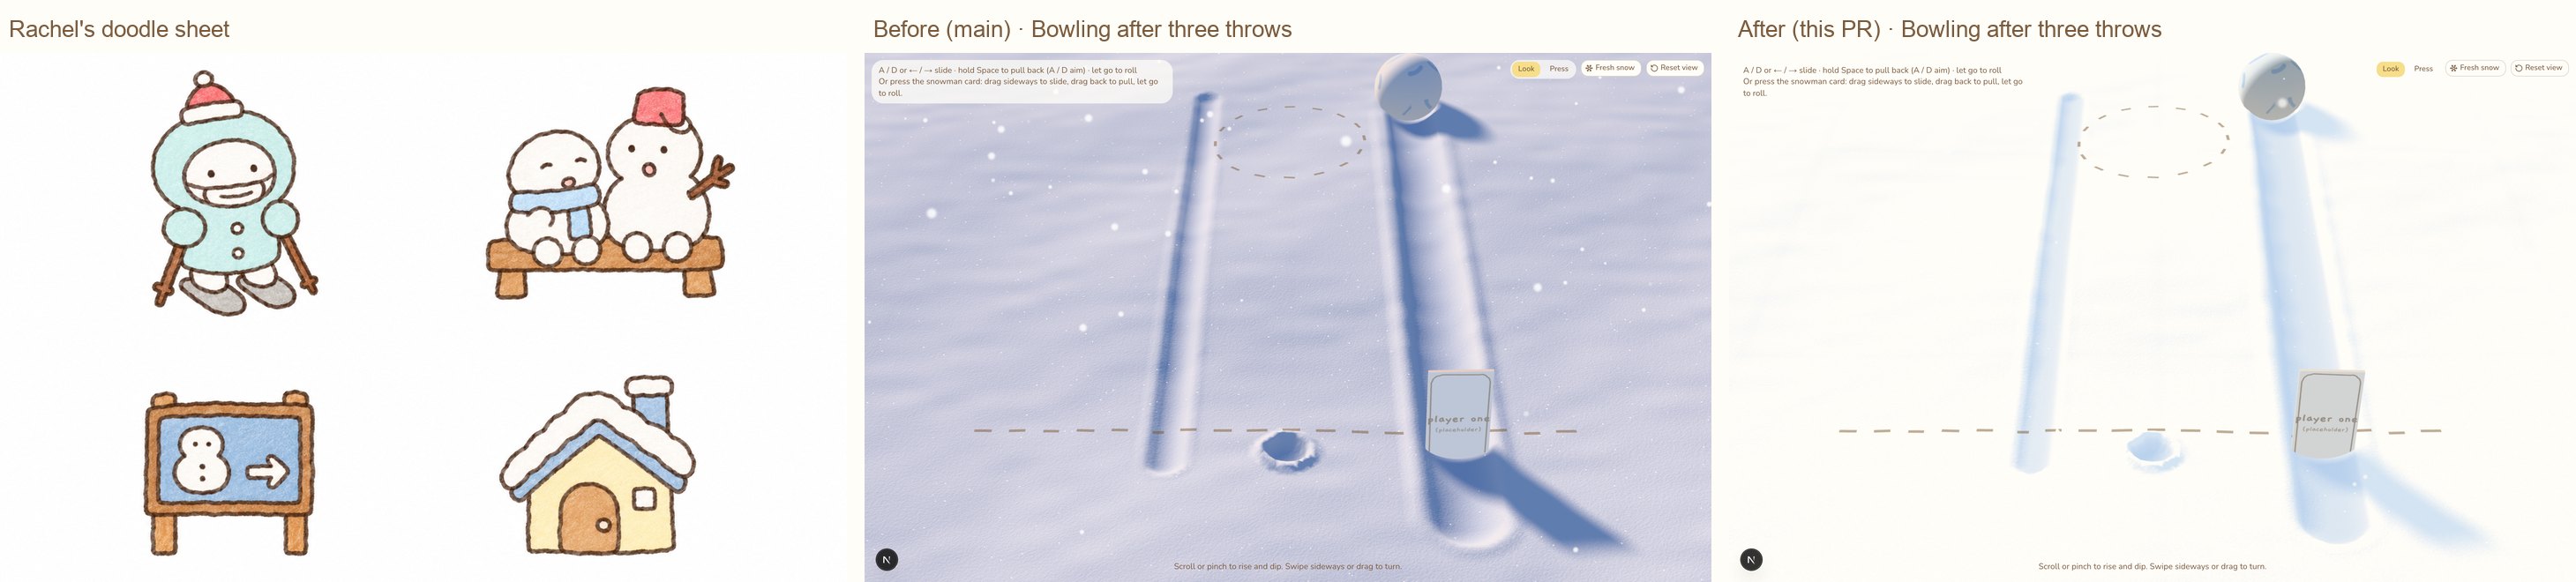 Rachel's doodle sheet
Before (main) · Bowling after three throws
A / D or ← / → slide · hold Space to pull back (A / D aim) · let go to roll
Or press the snowman card: drag sideways to slide, drag back to pull, let go
to roll.
Look
Press
Fresh snow
Reset view
player one
(placeholder)
N
Scroll or pinch to rise and dip. Swipe sideways or drag to turn.
After (this PR) · Bowling after three throws
A / D or ← / → slide · hold Space to pull back (A / D aim) · let go to roll
Or press the snowman card: drag sideways to slide, drag back to pull, let go
to roll.
Look
Press
Fresh snow
Reset view
player one
(placeholder)
N
Scroll or pinch to rise and dip. Swipe sideways or drag to turn.